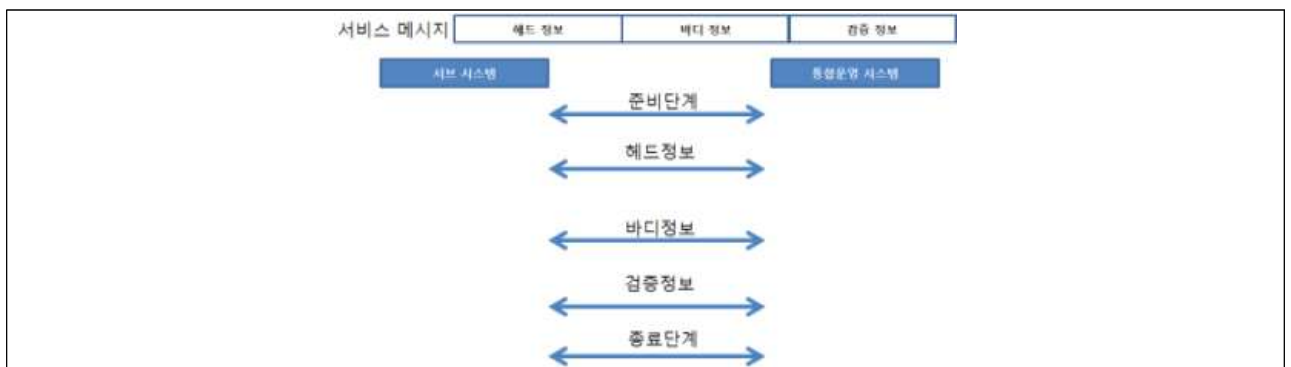 서비스 메시지 헤드 정보 바디 정보 검증 정보
서브 시스템 통합운영 시스템
준비단계
헤드정보
바디정보
검증정보
종료단계